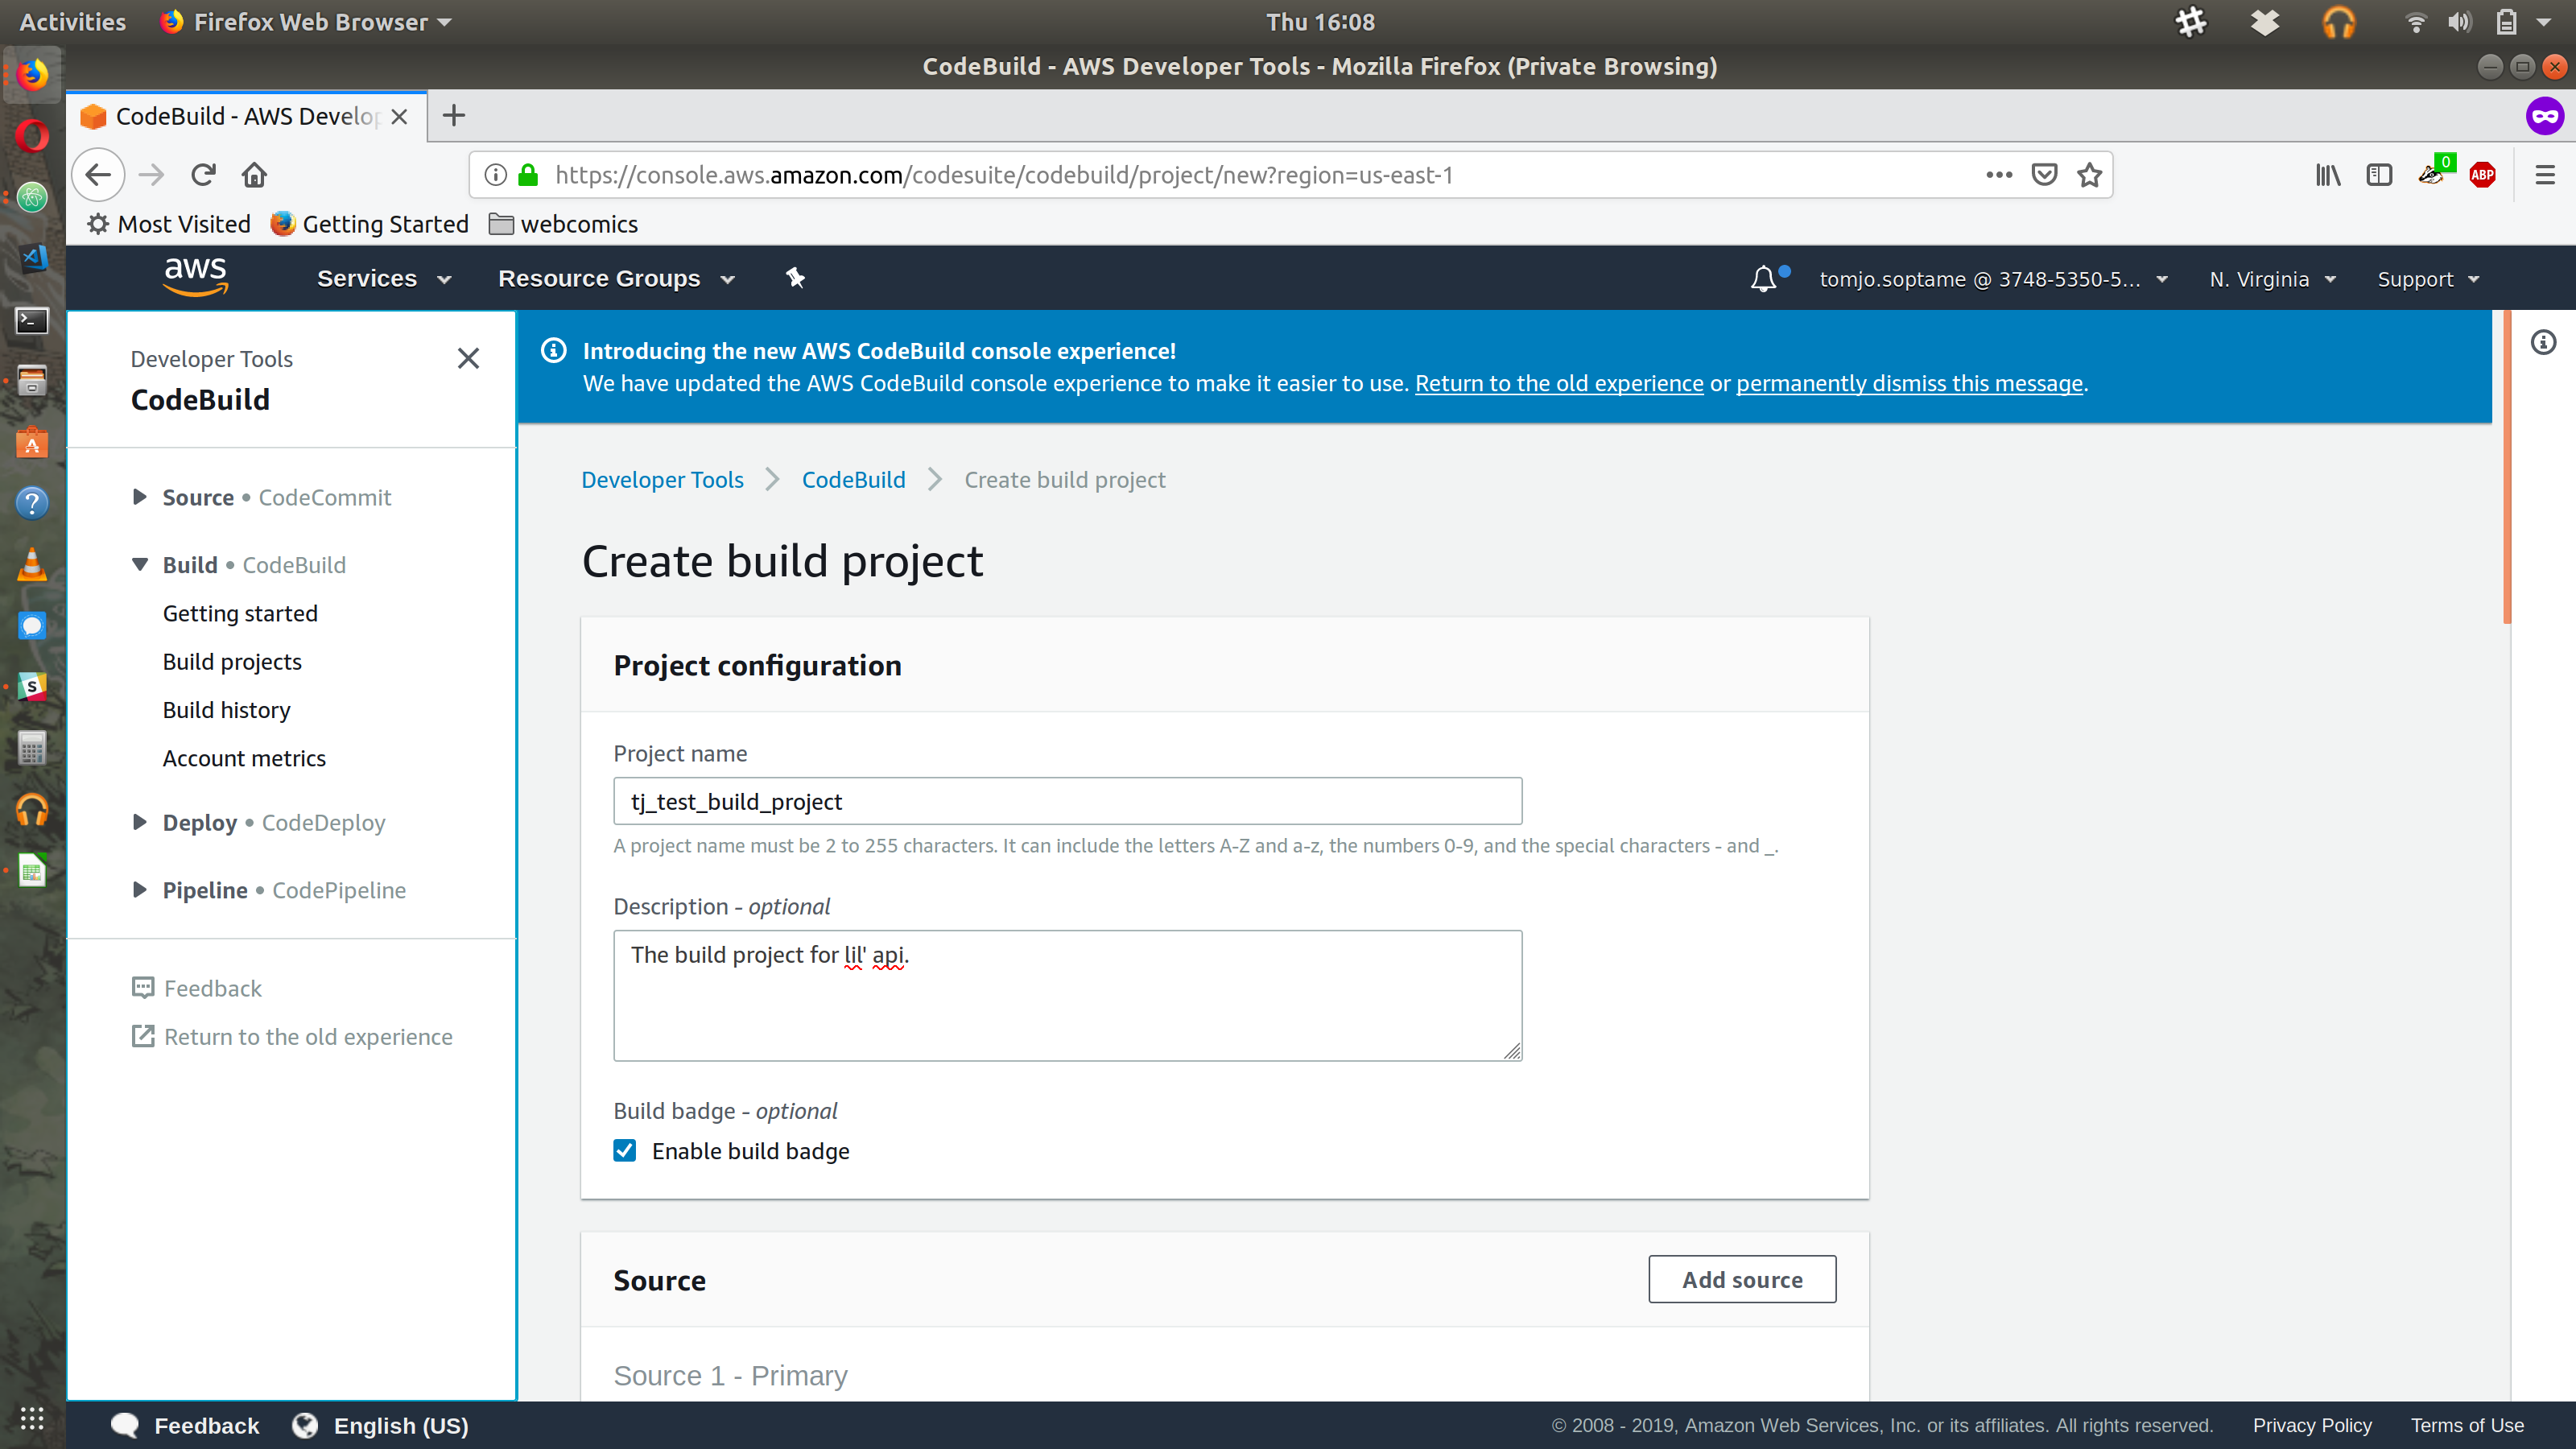 Activities Firefox Web Browser Thu 16:08
CodeBuild - AWS Developer Tools - Mozilla Firefox (Private Browsing)
CodeBuild - AWS Develop
https://console.aws.amazon.com/codesuite/codebuild/project/new?region=us-east-1
0
ABP
Most Visited Getting Started webcomics
aws Services Resource Groups tomjo.soptame @ 3748-5350-5... N. Virginia Support
Developer Tools
CodeBuild
Source • CodeCommit
Build • CodeBuild
Getting started
Build projects
Build history
Account metrics
Deploy • CodeDeploy
Pipeline • CodePipeline
Feedback
Return to the old experience
Introducing the new AWS CodeBuild console experience!
We have updated the AWS CodeBuild console experience to make it easier to use. Return to the old experience or permanently dismiss this message.
Developer Tools CodeBuild Create build project
Create build project
Project configuration
Project name
tj_test_build_project
A project name must be 2 to 255 characters. It can include the letters A-Z and a-z, the numbers 0-9, and the special characters - and _.
Description - optional
The build project for lil' api.
Build badge - optional
Enable build badge
Source
Add source
Source 1 - Primary
Feedback English (US) © 2008 - 2019, Amazon Web Services, Inc. or its affiliates. All rights reserved. Privacy Policy Terms of Use